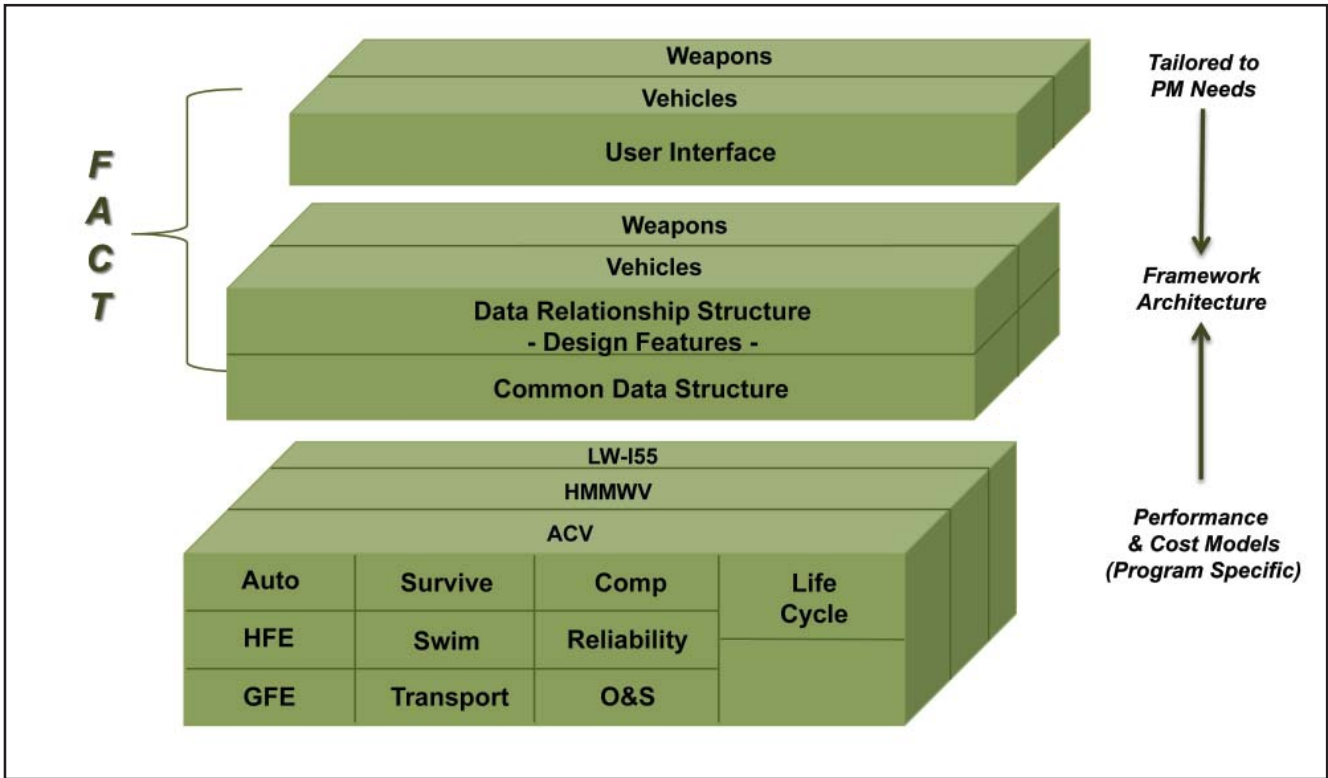 Weapons
Vehicles
User Interface
Tailored to
PM Needs
F
A
C
T
Weapons
Vehicles
Data Relationship Structure
- Design Features -
Common Data Structure
Framework
Architecture
LW-I55
HMMWV
ACV
Auto
Survive
Comp
Life
Cycle
HFE
Swim
Reliability
GFE
Transport
O&S
Performance
& Cost Models
(Program Specific)